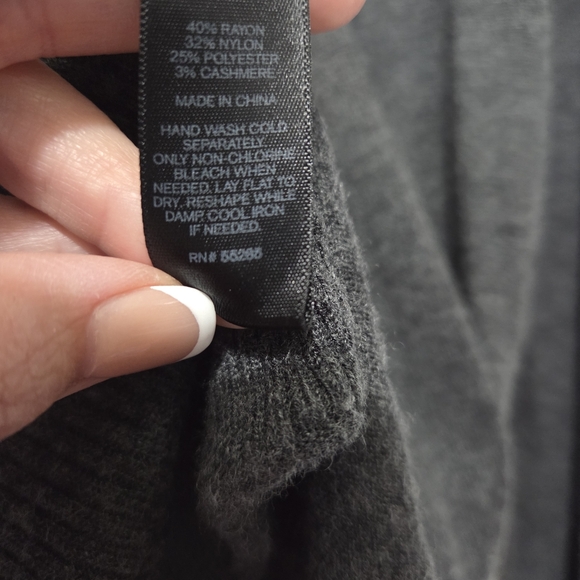 40% RAYON
32% NYLON
25% POLYESTER
3% CASHMERE
MADE IN CHINA
HAND WASH COLD
SEPARATELY
ONLY NON-CHLORINE
BLEACH WHEN
NEEDED. LAY FLAT TO
DRY. RESHAPE WHILE
DAMP. COOL IRON
IF NEEDED.
RN# 55285